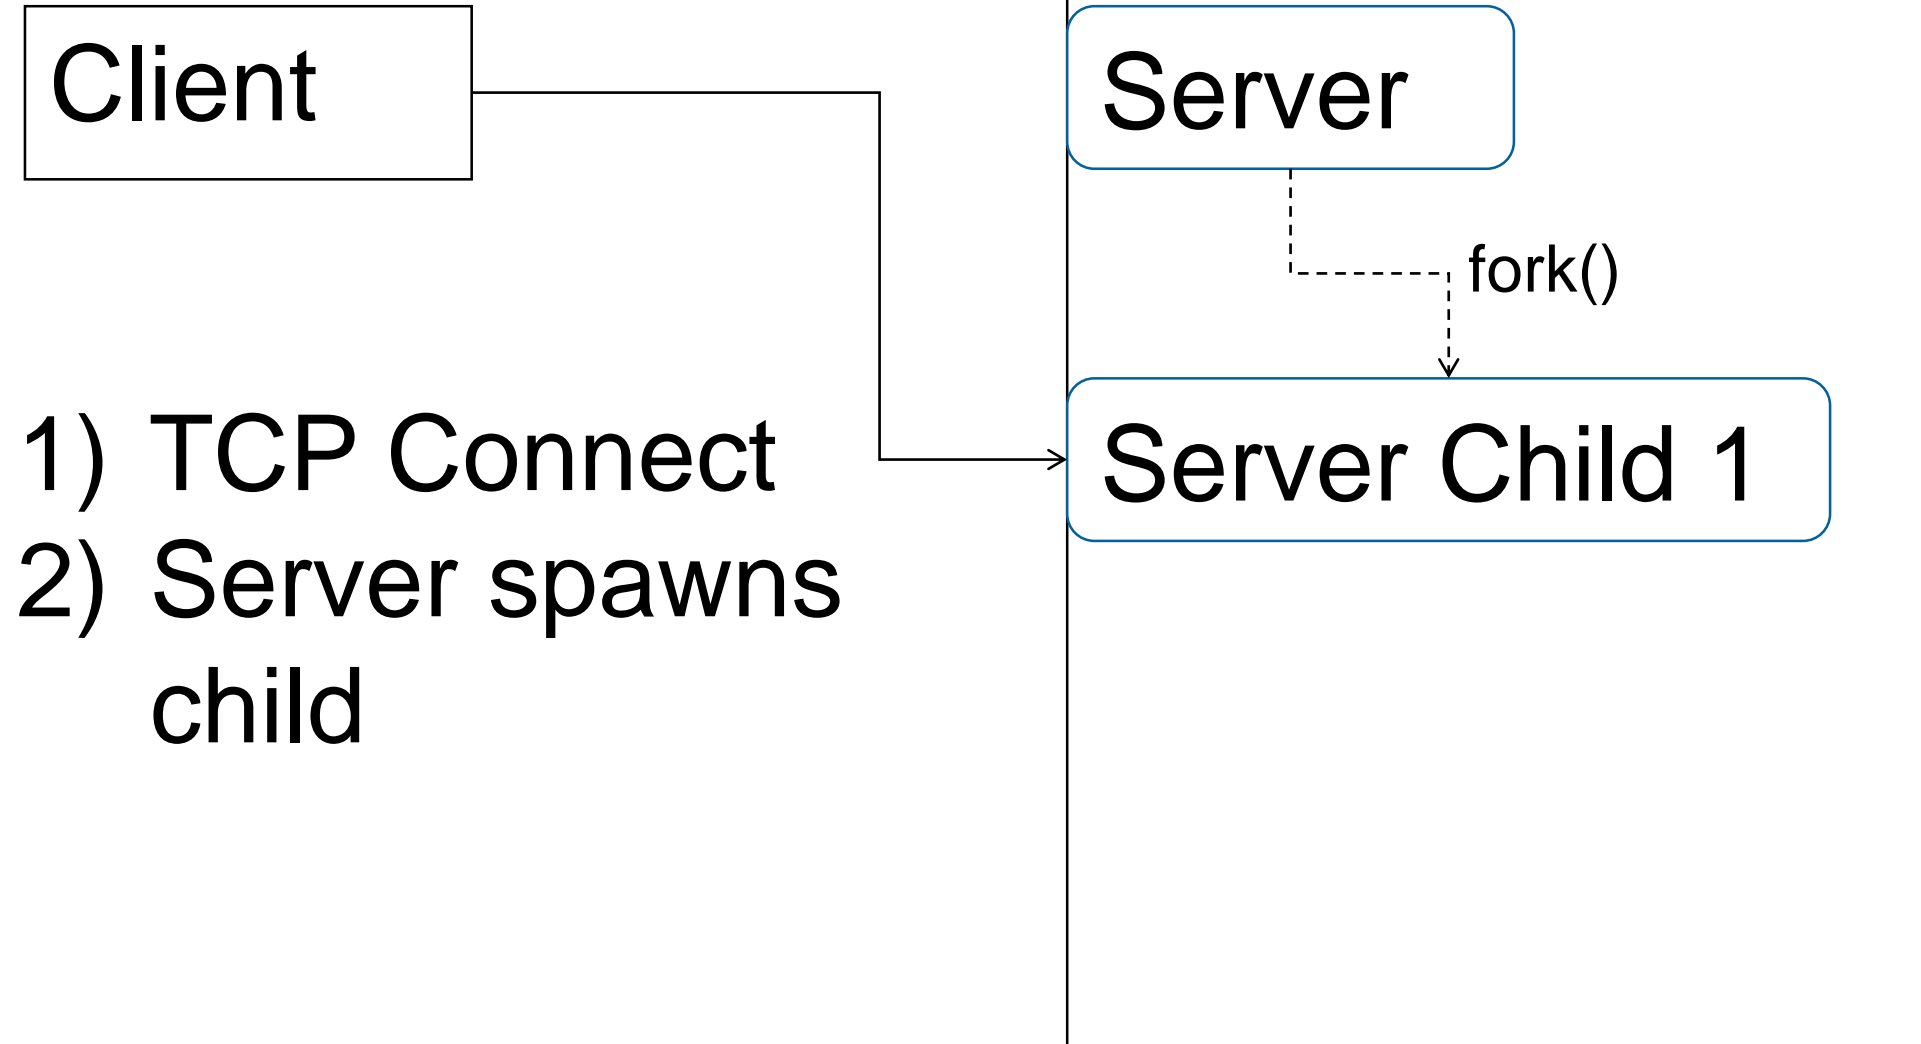 Client
Server
fork()
Server Child 1
1) TCP Connect
2) Server spawns
child